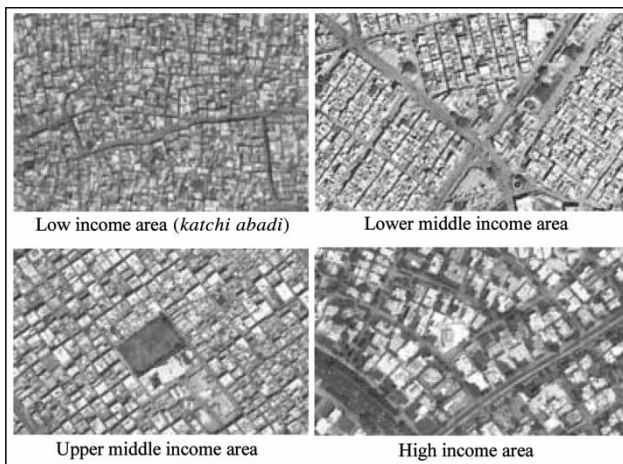 Low income area (katchi abadi)
Lower middle income area
Upper middle income area
High income area